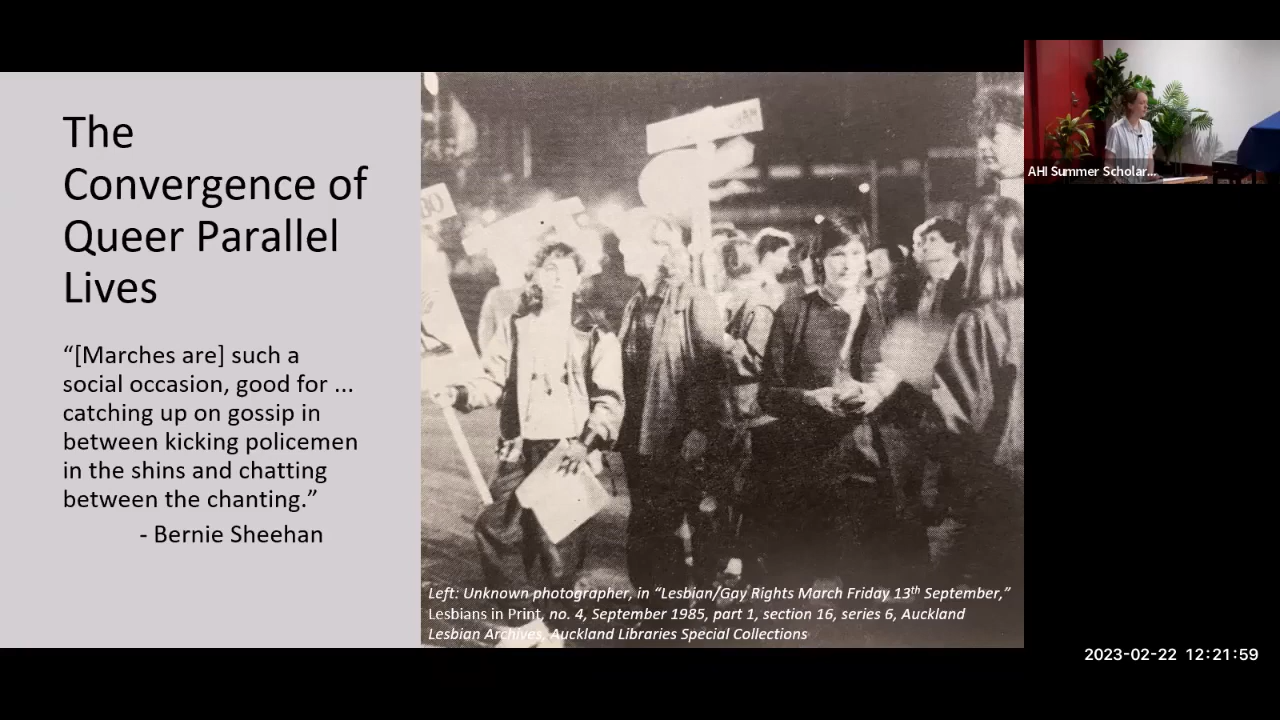 The
Convergence of
Queer Parallel
Lives
“[Marches are] such a
social occasion, good for ...
catching up on gossip in
between kicking policemen
in the shins and chatting
between the chanting.”
- Bernie Sheehan
Left: Unknown photographer, in “Lesbian/Gay Rights March Friday 13th September,”
Lesbians in Print, no. 4, September 1985, part 1, section 16, series 6, Auckland
Lesbian Archives, Auckland Libraries Special Collections
AHI Summer Scholar...
2023-02-22 12:21:59